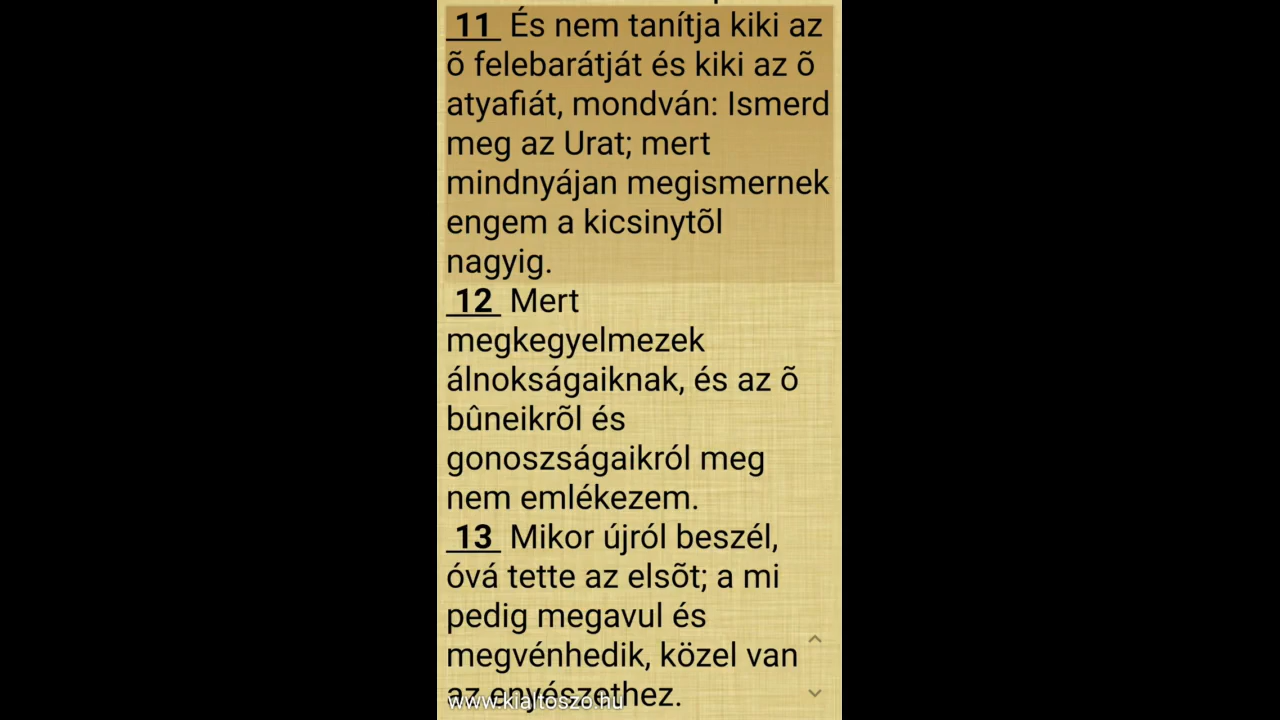 11 És nem tanítja kiki az
õ felebarátját és kiki az õ
atyafiát, mondván: Ismerd
meg az Urat; mert
mindnyájan megismernek
engem a kicsinytõl
nagyig.
12 Mert
megkegyelmezek
álnokságaiknak, és az õ
bûneikrõl és
gonoszságaikról meg
nem emlékezem.
13 Mikor újról beszél,
óvá tette az elsõt; a mi
pedig megavul és
megvénhedik, közel van
az enyészethez.
www.kialtoszo.hu